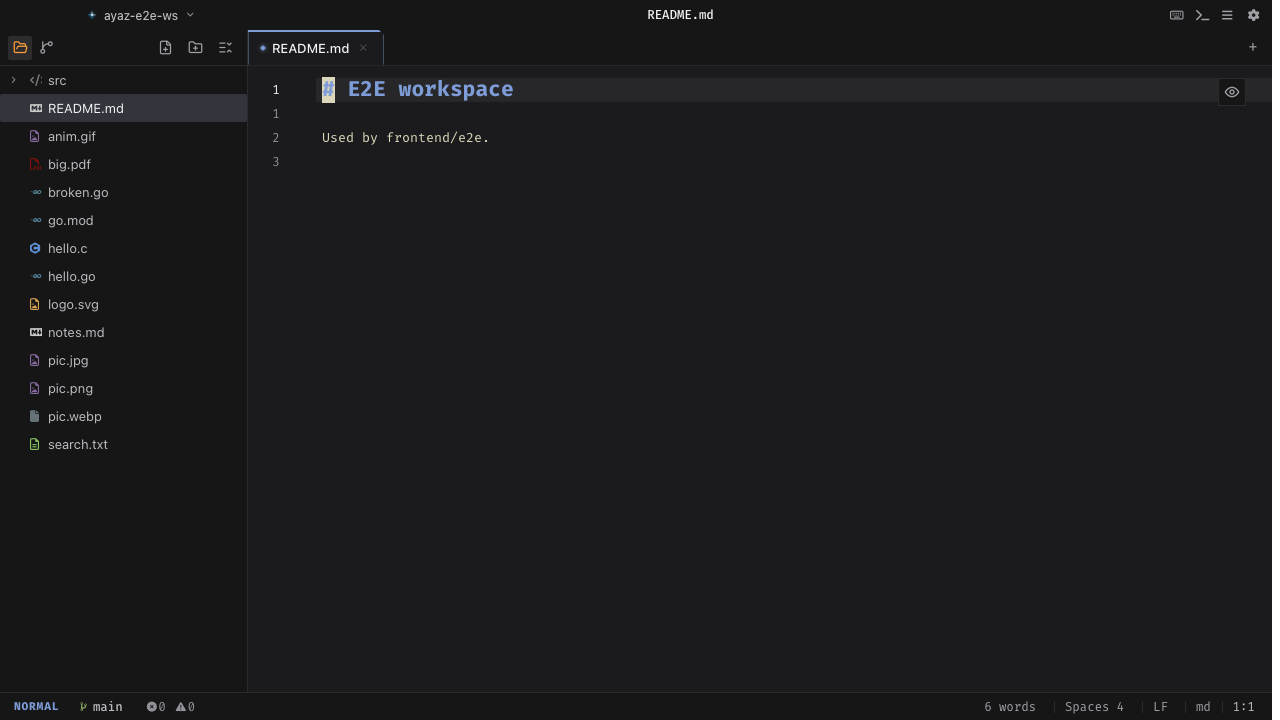 ayaz-e2e-ws
README.md
README.md
src
README.md
anim.gif
big.pdf
broken.go
go.mod
hello.c
hello.go
logo.svg
notes.md
pic.jpg
pic.png
pic.webp
search.txt
1 # E2E workspace
1
2 Used by frontend/e2e.
3
NORMAL main 0 0 6 words Spaces 4 LF md 1:1